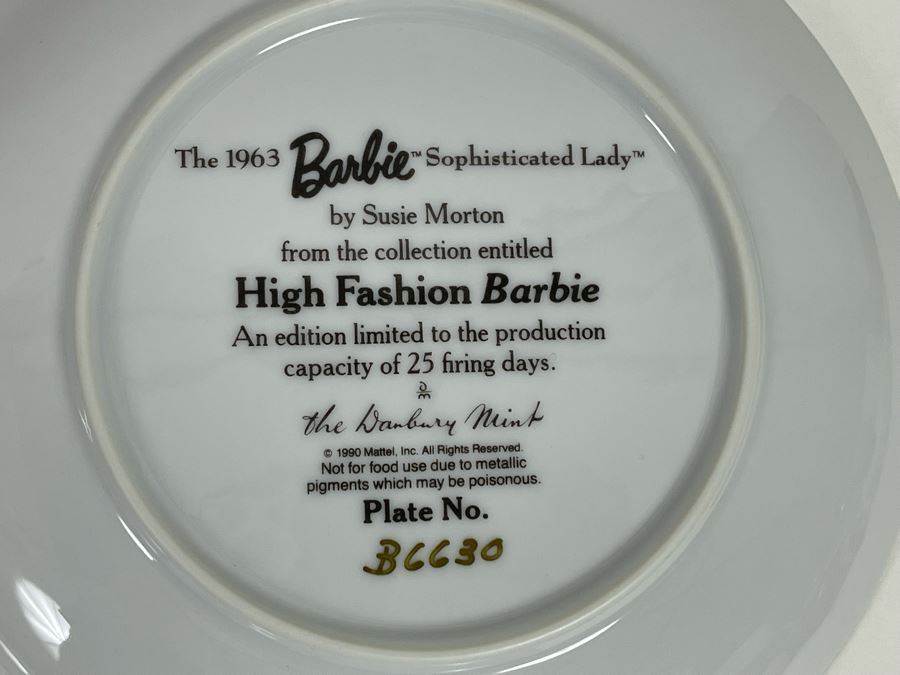 The 1963 Barbie™ Sophisticated Lady™
by Susie Morton
from the collection entitled
High Fashion Barbie
An edition limited to the production
capacity of 25 firing days.
DM
the Danbury Mint
© 1990 Mattel, Inc. All Rights Reserved.
Not for food use due to metallic
pigments which may be poisonous.
Plate No.
B6630